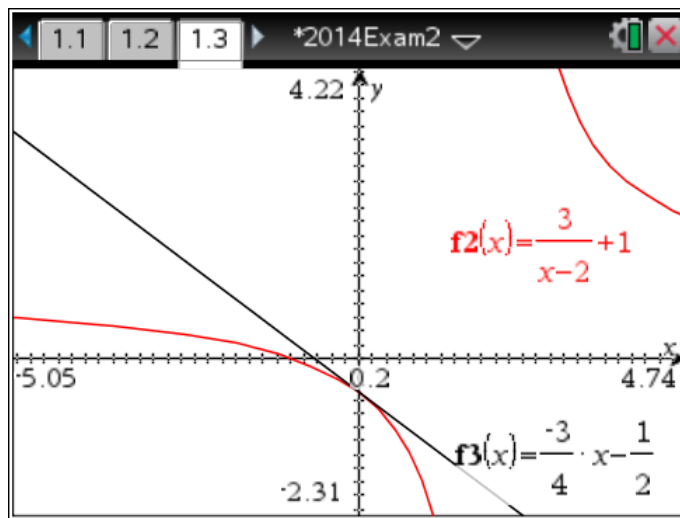 1.1 1.2 1.3 *2014Exam2
4.22 y
f2(x)=3/(x-2)+1
x
-5.05 0.2 4.74
f3(x)=-3/4·x-1/2
-2.31